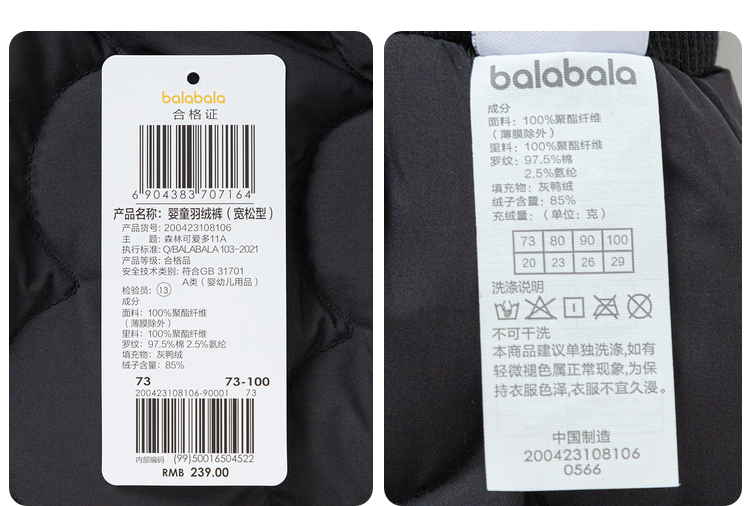 balabala
合格证
6 904383 707164
产品名称: 婴童羽绒裤(宽松型)
产品货号: 200423108106
主 题: 森林可爱多11A
执行标准: Q/BALABALA 103-2021
产品等级: 合格品
安全技术类别: 符合GB 31701
A类(婴幼儿用品)
检验员: 13
成分
面料: 100%聚酯纤维
(薄膜除外)
里料: 100%聚酯纤维
罗纹: 97.5%棉 2.5%氨纶
填充物: 灰鸭绒
绒子含量: 85%
73 73-100
200423108106-90001 73
内部编码 (99)50016504522
RMB 239.00
balabala
成分
面料: 100%聚酯纤维
(薄膜除外)
里料: 100%聚酯纤维
罗纹: 97.5%棉
2.5%氨纶
填充物: 灰鸭绒
绒子含量: 85%
充绒量: (单位: 克)
73 80 90 100
20 23 26 29
洗涤说明
不可干洗
本商品建议单独洗涤,如有
轻微褪色属正常现象,为保
持衣服色泽,衣服不宜久浸。
中国制造
200423108106
0566